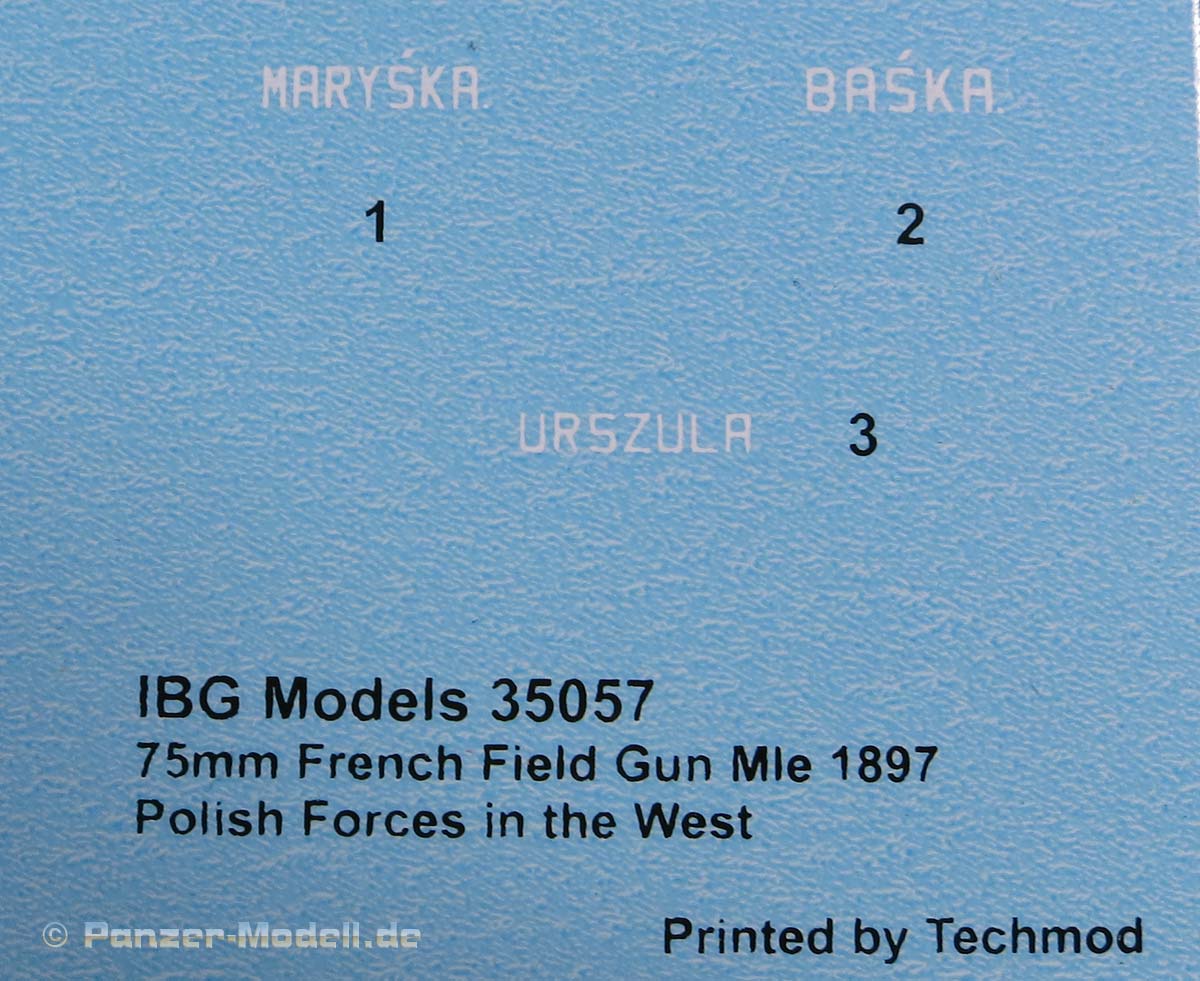 MARYŚKA. BAŚKA.
1 2
URSZULA 3
IBG Models 35057
75mm French Field Gun Mle 1897
Polish Forces in the West
Printed by Techmod
© Panzer-Modell.de